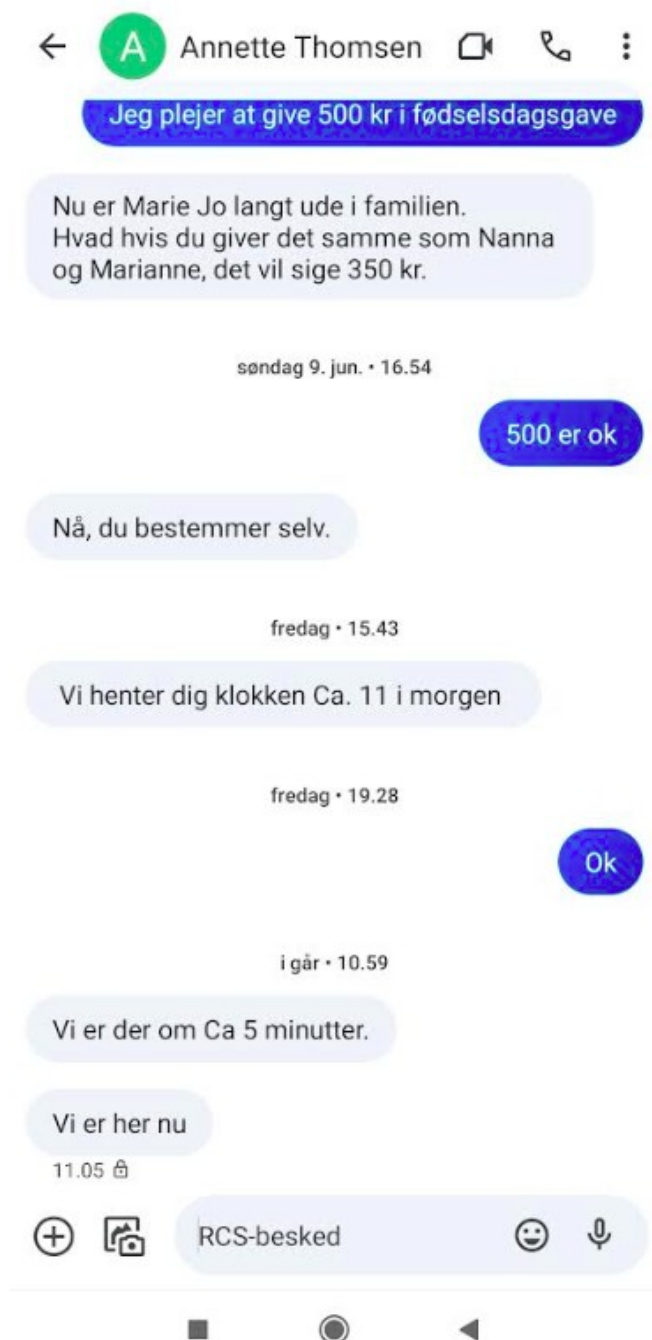 A Annette Thomsen
Jeg plejer at give 500 kr i fødselsdagsgave
Nu er Marie Jo langt ude i familien.
Hvad hvis du giver det samme som Nanna
og Marianne, det vil sige 350 kr.
søndag 9. jun. • 16.54
500 er ok
Nå, du bestemmer selv.
fredag • 15.43
Vi henter dig klokken Ca. 11 i morgen
fredag • 19.28
Ok
i går • 10.59
Vi er der om Ca 5 minutter.
Vi er her nu
11.05
RCS-besked